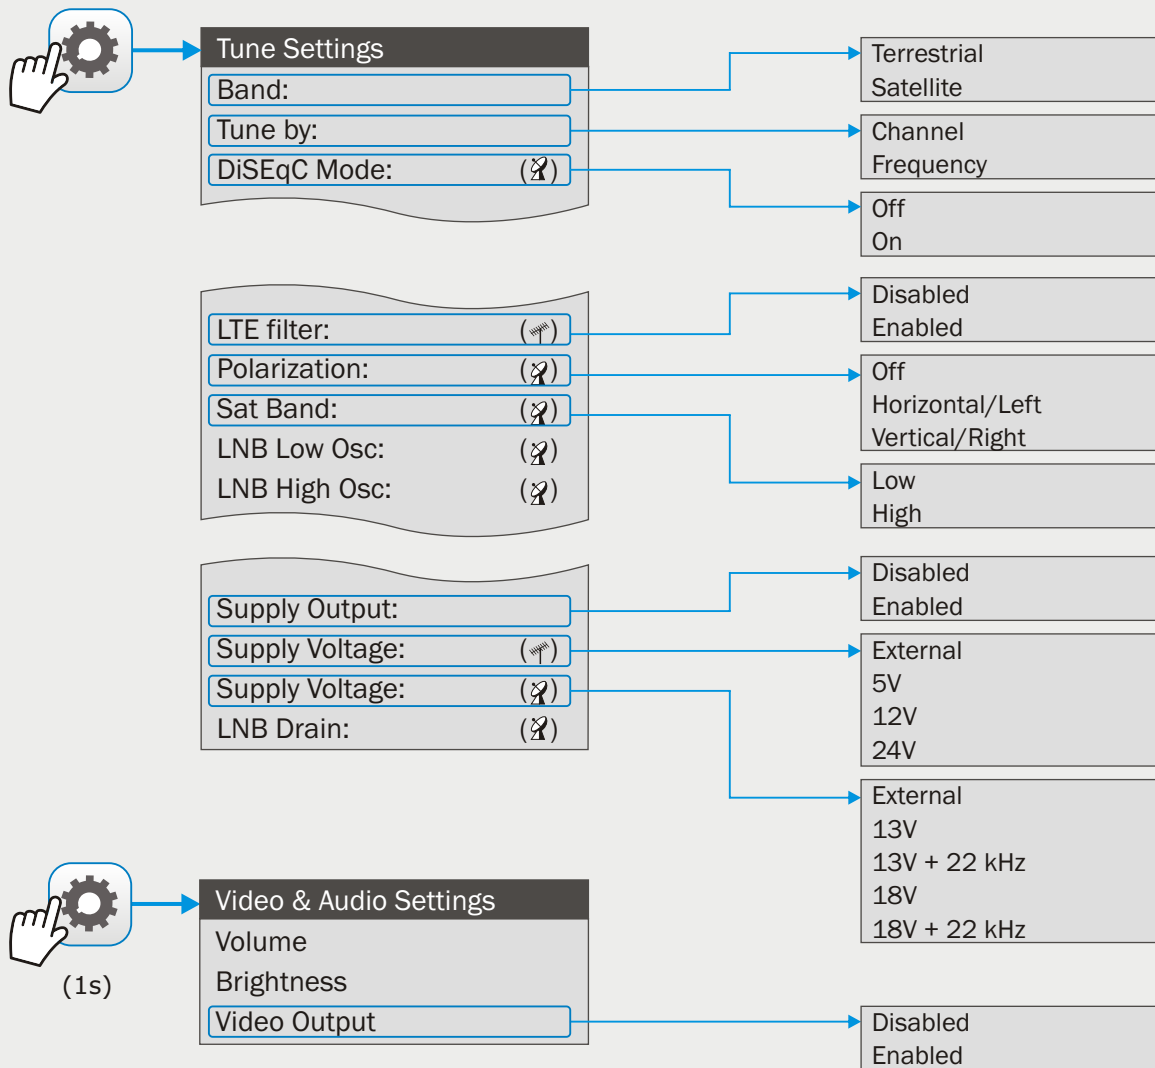 Tune Settings
Band:
Tune by:
DiSEqC Mode: ( )
Terrestrial
Satellite
Channel
Frequency
Off
On
LTE filter: ( )
Polarization: ( )
Sat Band: ( )
LNB Low Osc: ( )
LNB High Osc: ( )
Disabled
Enabled
Off
Horizontal/Left
Vertical/Right
Low
High
Supply Output:
Supply Voltage: ( )
Supply Voltage: ( )
LNB Drain: ( )
Disabled
Enabled
External
5V
12V
24V
External
13V
13V + 22 kHz
18V
18V + 22 kHz
(1s)
Video & Audio Settings
Volume
Brightness
Video Output
Disabled
Enabled